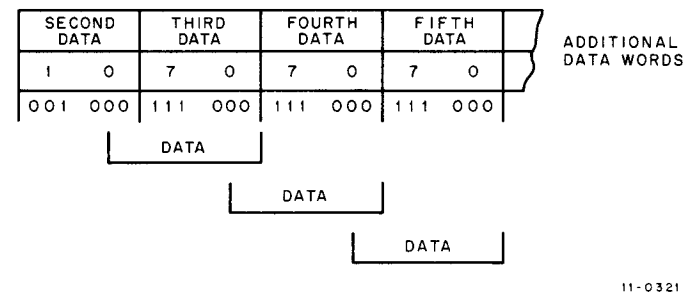 SECOND DATA THIRD DATA FOURTH DATA FIFTH DATA ADDITIONAL DATA WORDS
1 0 7 0 7 0 7 0
001 000 111 000 111 000 111 000
DATA
DATA
DATA
11-0321